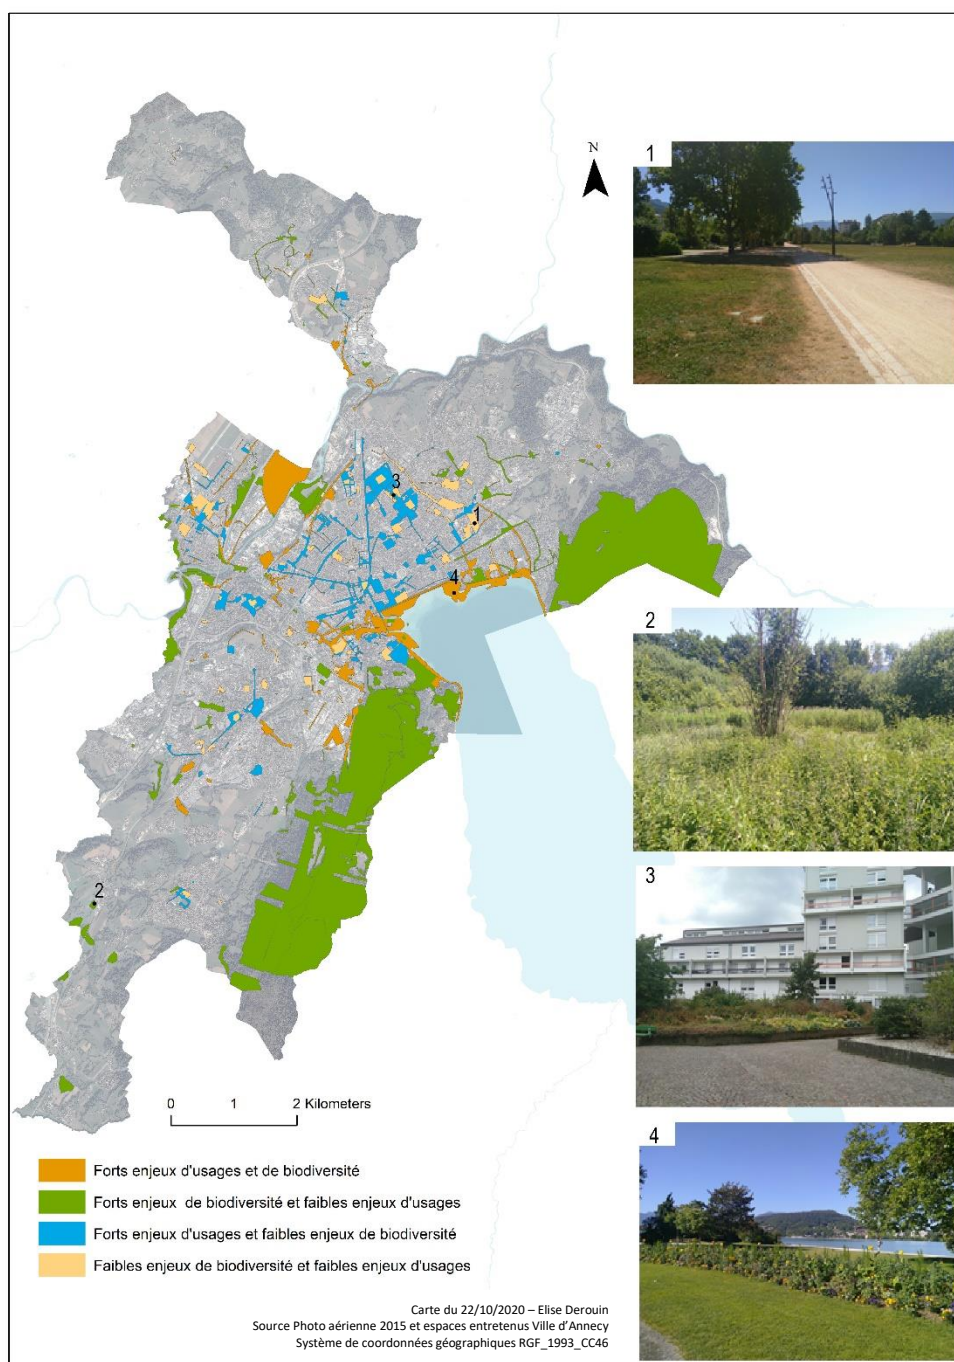 N
1
2
3
4
3
1
4
2
0 1 2 Kilometers
Forts enjeux d'usages et de biodiversité
Forts enjeux de biodiversité et faibles enjeux d'usages
Forts enjeux d'usages et faibles enjeux de biodiversité
Faibles enjeux de biodiversité et faibles enjeux d'usages
Carte du 22/10/2020 – Elise Derouin
Source Photo aérienne 2015 et espaces entretenus Ville d'Annecy
Système de coordonnées géographiques RGF_1993_CC46